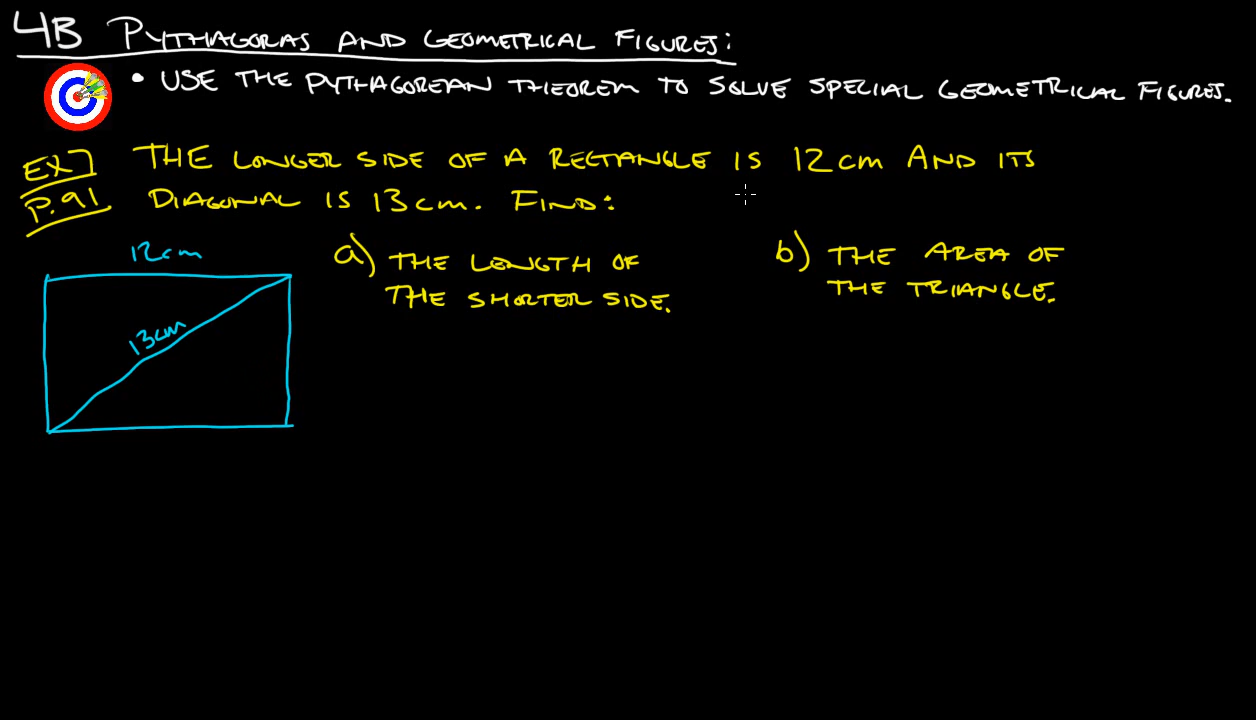 4B PYTHAGORAS AND GEOMETRICAL FIGURES:
• USE THE PYTHAGOREAN THEOREM TO SOLVE SPECIAL GEOMETRICAL FIGURES.
EX7 THE LONGER SIDE OF A RECTANGLE IS 12cm AND ITS
P.91 DIAGONAL IS 13cm. FIND:
12cm
13cm
a) THE LENGTH OF
THE SHORTER SIDE.
b) THE AREA OF
THE TRIANGLE.